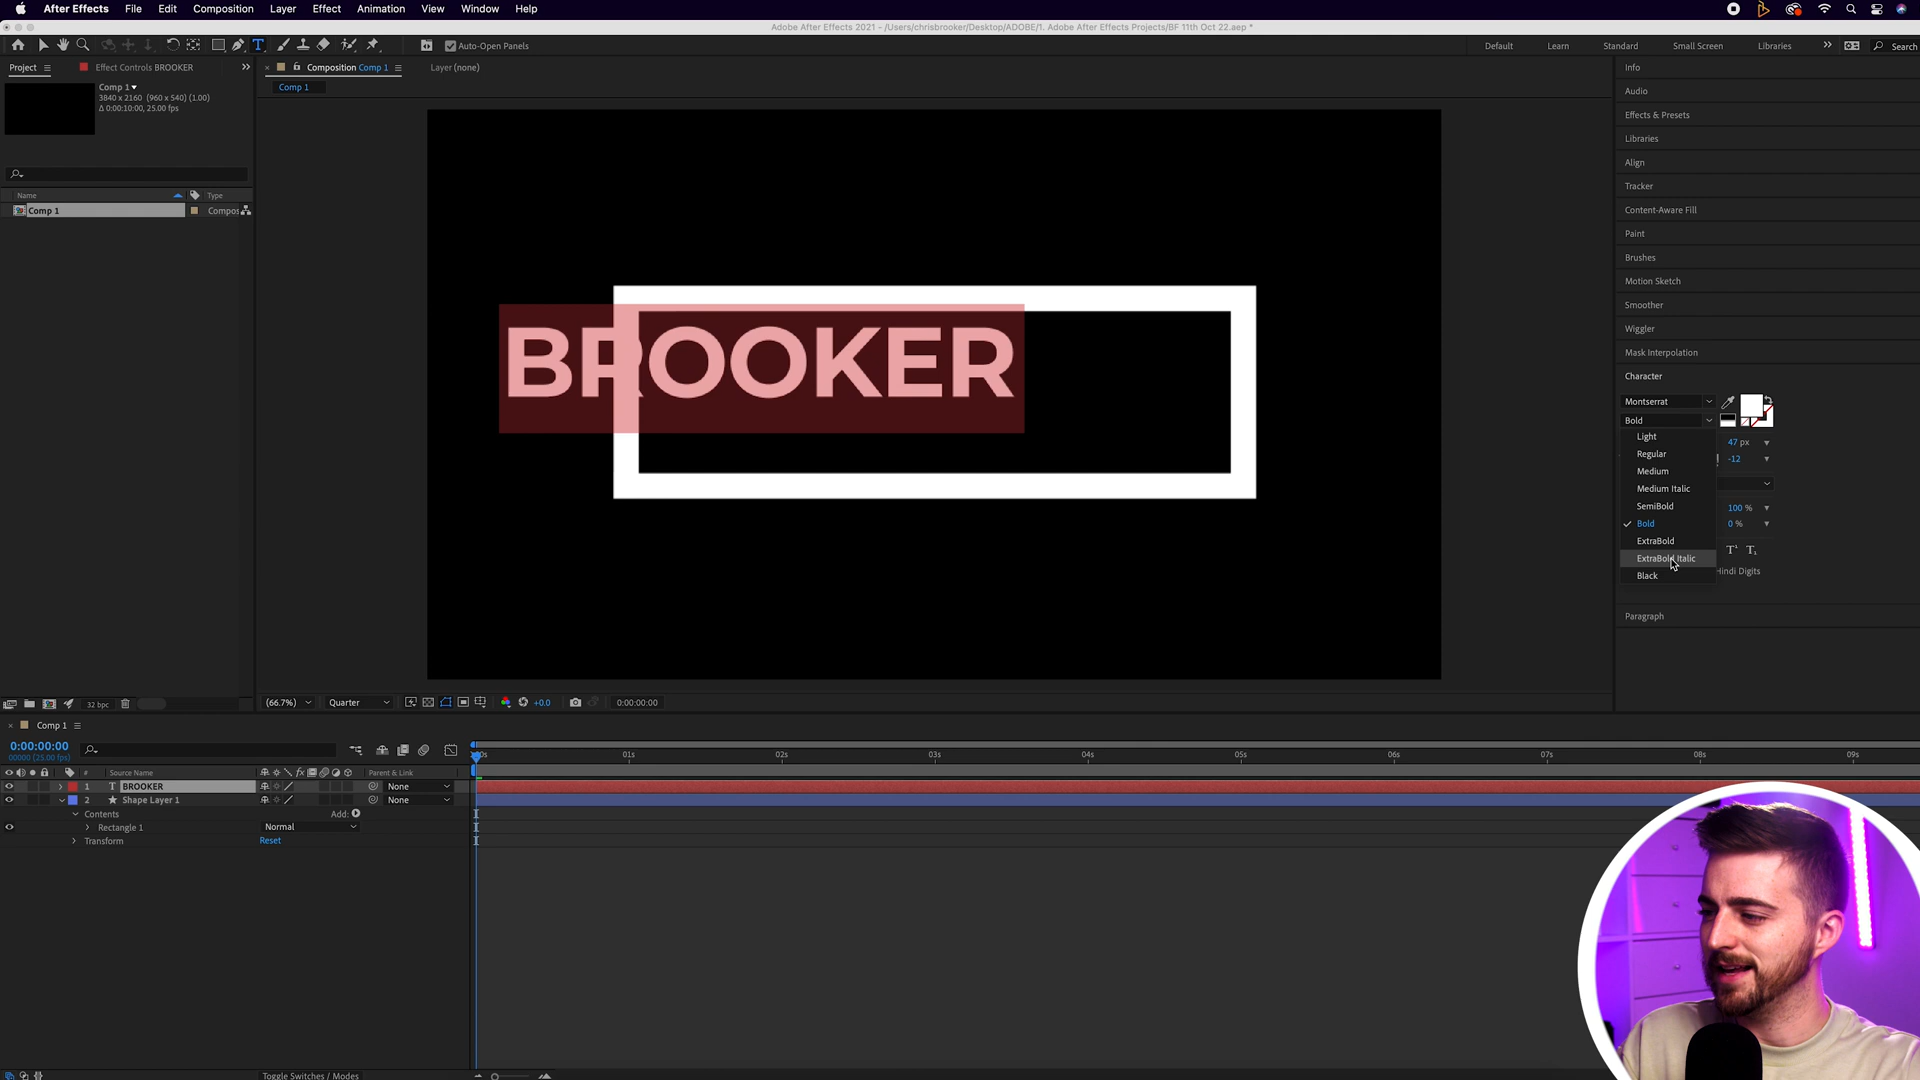 After Effects File Edit Composition Layer Effect Animation View Window Help
Adobe After Effects 2021 - /Users/chrisbrooker/Desktop/ADOBE/1. Adobe After Effects Projects/BF 11th Oct 22.aep *
Auto-Open Panels Default Learn Standard Small Screen Libraries Search
Project Effect Controls BROOKER Composition Comp 1 Layer (none)
Comp 1
3840 x 2160 (960 x 540) (1.00)
Δ 0:00:10:00, 25.00 fps
Comp 1
Name Type
Comp 1 Compos
BROOKER
Info
Audio
Effects & Presets
Libraries
Align
Tracker
Content-Aware Fill
Paint
Brushes
Motion Sketch
Smoother
Wiggler
Mask Interpolation
Character
Montserrat
Bold
Light
47 px
Regular
-12
Medium
Medium Italic
SemiBold
100 %
Bold
0 %
ExtraBold
ExtraBold Italic
Black
Hindi Digits
Paragraph
32 bpc (66.7%) Quarter +0.0 0:00:00:00
Comp 1
0:00:00:00
00000 (25.00 fps)
01s 02s 03s 04s 05s 06s 07s 08s 09s
# Source Name Parent & Link
1 T BROOKER None
2 Shape Layer 1 None
Contents Add:
Rectangle 1 Normal
Transform Reset
Toggle Switches / Modes